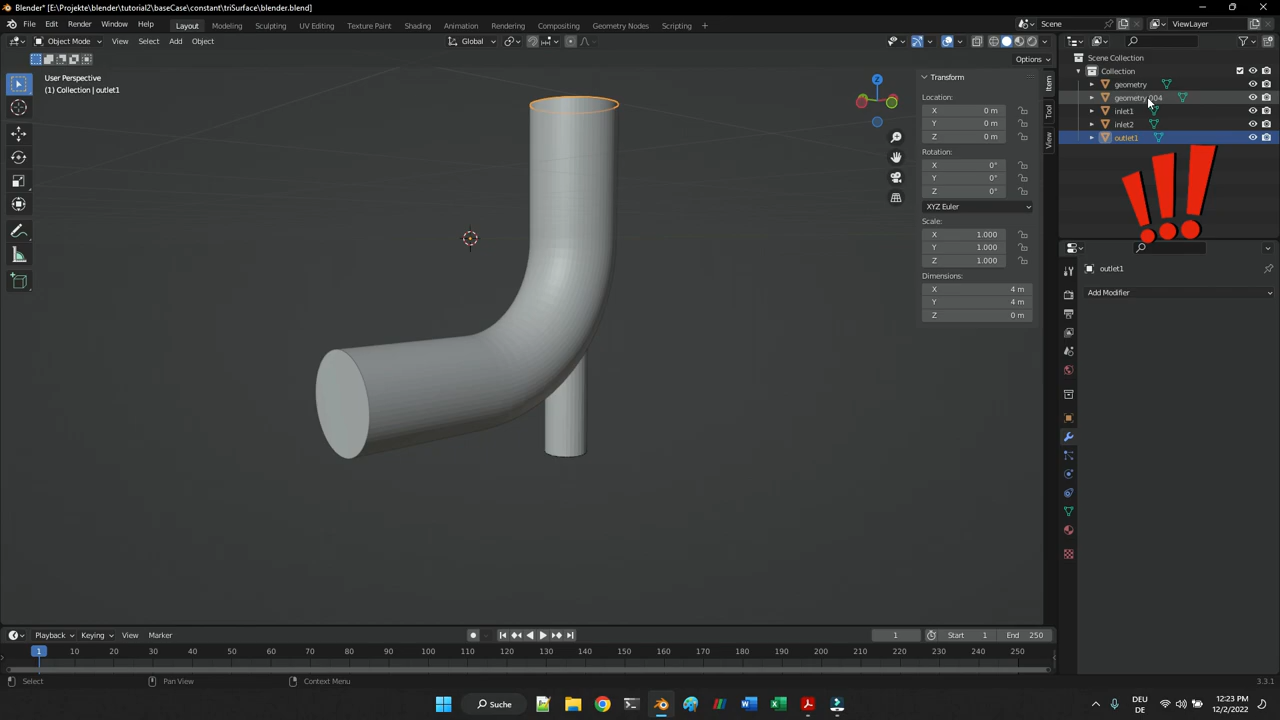 Blender* [E:\Projekte\blender\tutorial2\baseCase\constant\triSurface\blender.blend]
File Edit Render Window Help Layout Modeling Sculpting UV Editing Texture Paint Shading Animation Rendering Compositing Geometry Nodes Scripting + Scene ViewLayer
Object Mode View Select Add Object Global
Options
User Perspective
(1) Collection | outlet1
Transform
Location:
X 0 m
Y 0 m
Z 0 m
Rotation:
X 0°
Y 0°
Z 0°
XYZ Euler
Scale:
X 1.000
Y 1.000
Z 1.000
Dimensions:
X 4 m
Y 4 m
Z 0 m
Item
Tool
View
Z
Scene Collection
Collection
geometry
geometry.004
inlet1
inlet2
outlet1
!!!
outlet1
Add Modifier
Playback Keying View Marker 1 Start 1 End 250
1 10 20 30 40 50 60 70 80 90 100 110 120 130 140 150 160 170 180 190 200 210 220 230 240 250
Select Pan View Context Menu 3.3.1
Suche DEU DE 12:23 PM 12/2/2022